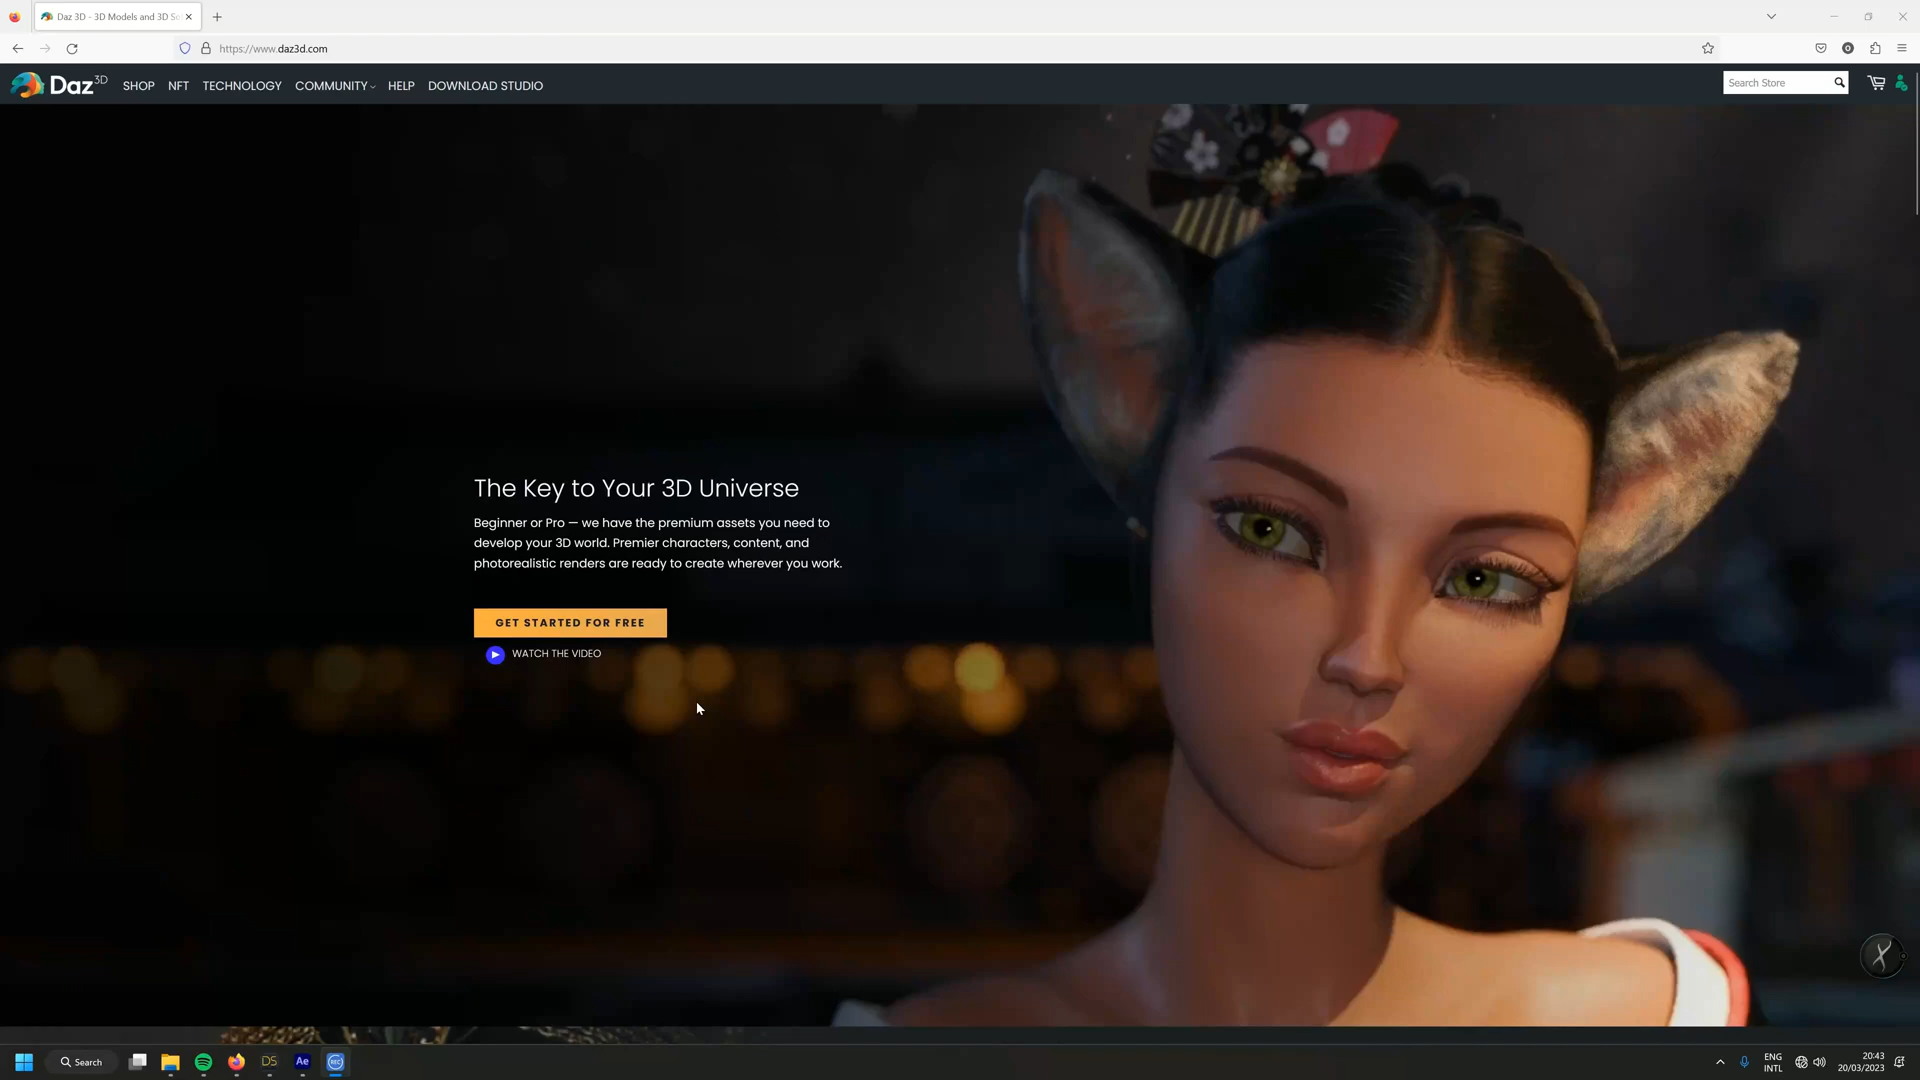 Daz 3D - 3D Models and 3D So
https://www.daz3d.com
Daz 3D
SHOP
NFT
TECHNOLOGY
COMMUNITY
HELP
DOWNLOAD STUDIO
Search Store
The Key to Your 3D Universe
Beginner or Pro — we have the premium assets you need to
develop your 3D world. Premier characters, content, and
photorealistic renders are ready to create wherever you work.
GET STARTED FOR FREE
WATCH THE VIDEO
Search
DS
Ae
REC
ENG
INTL
20:43
20/03/2023